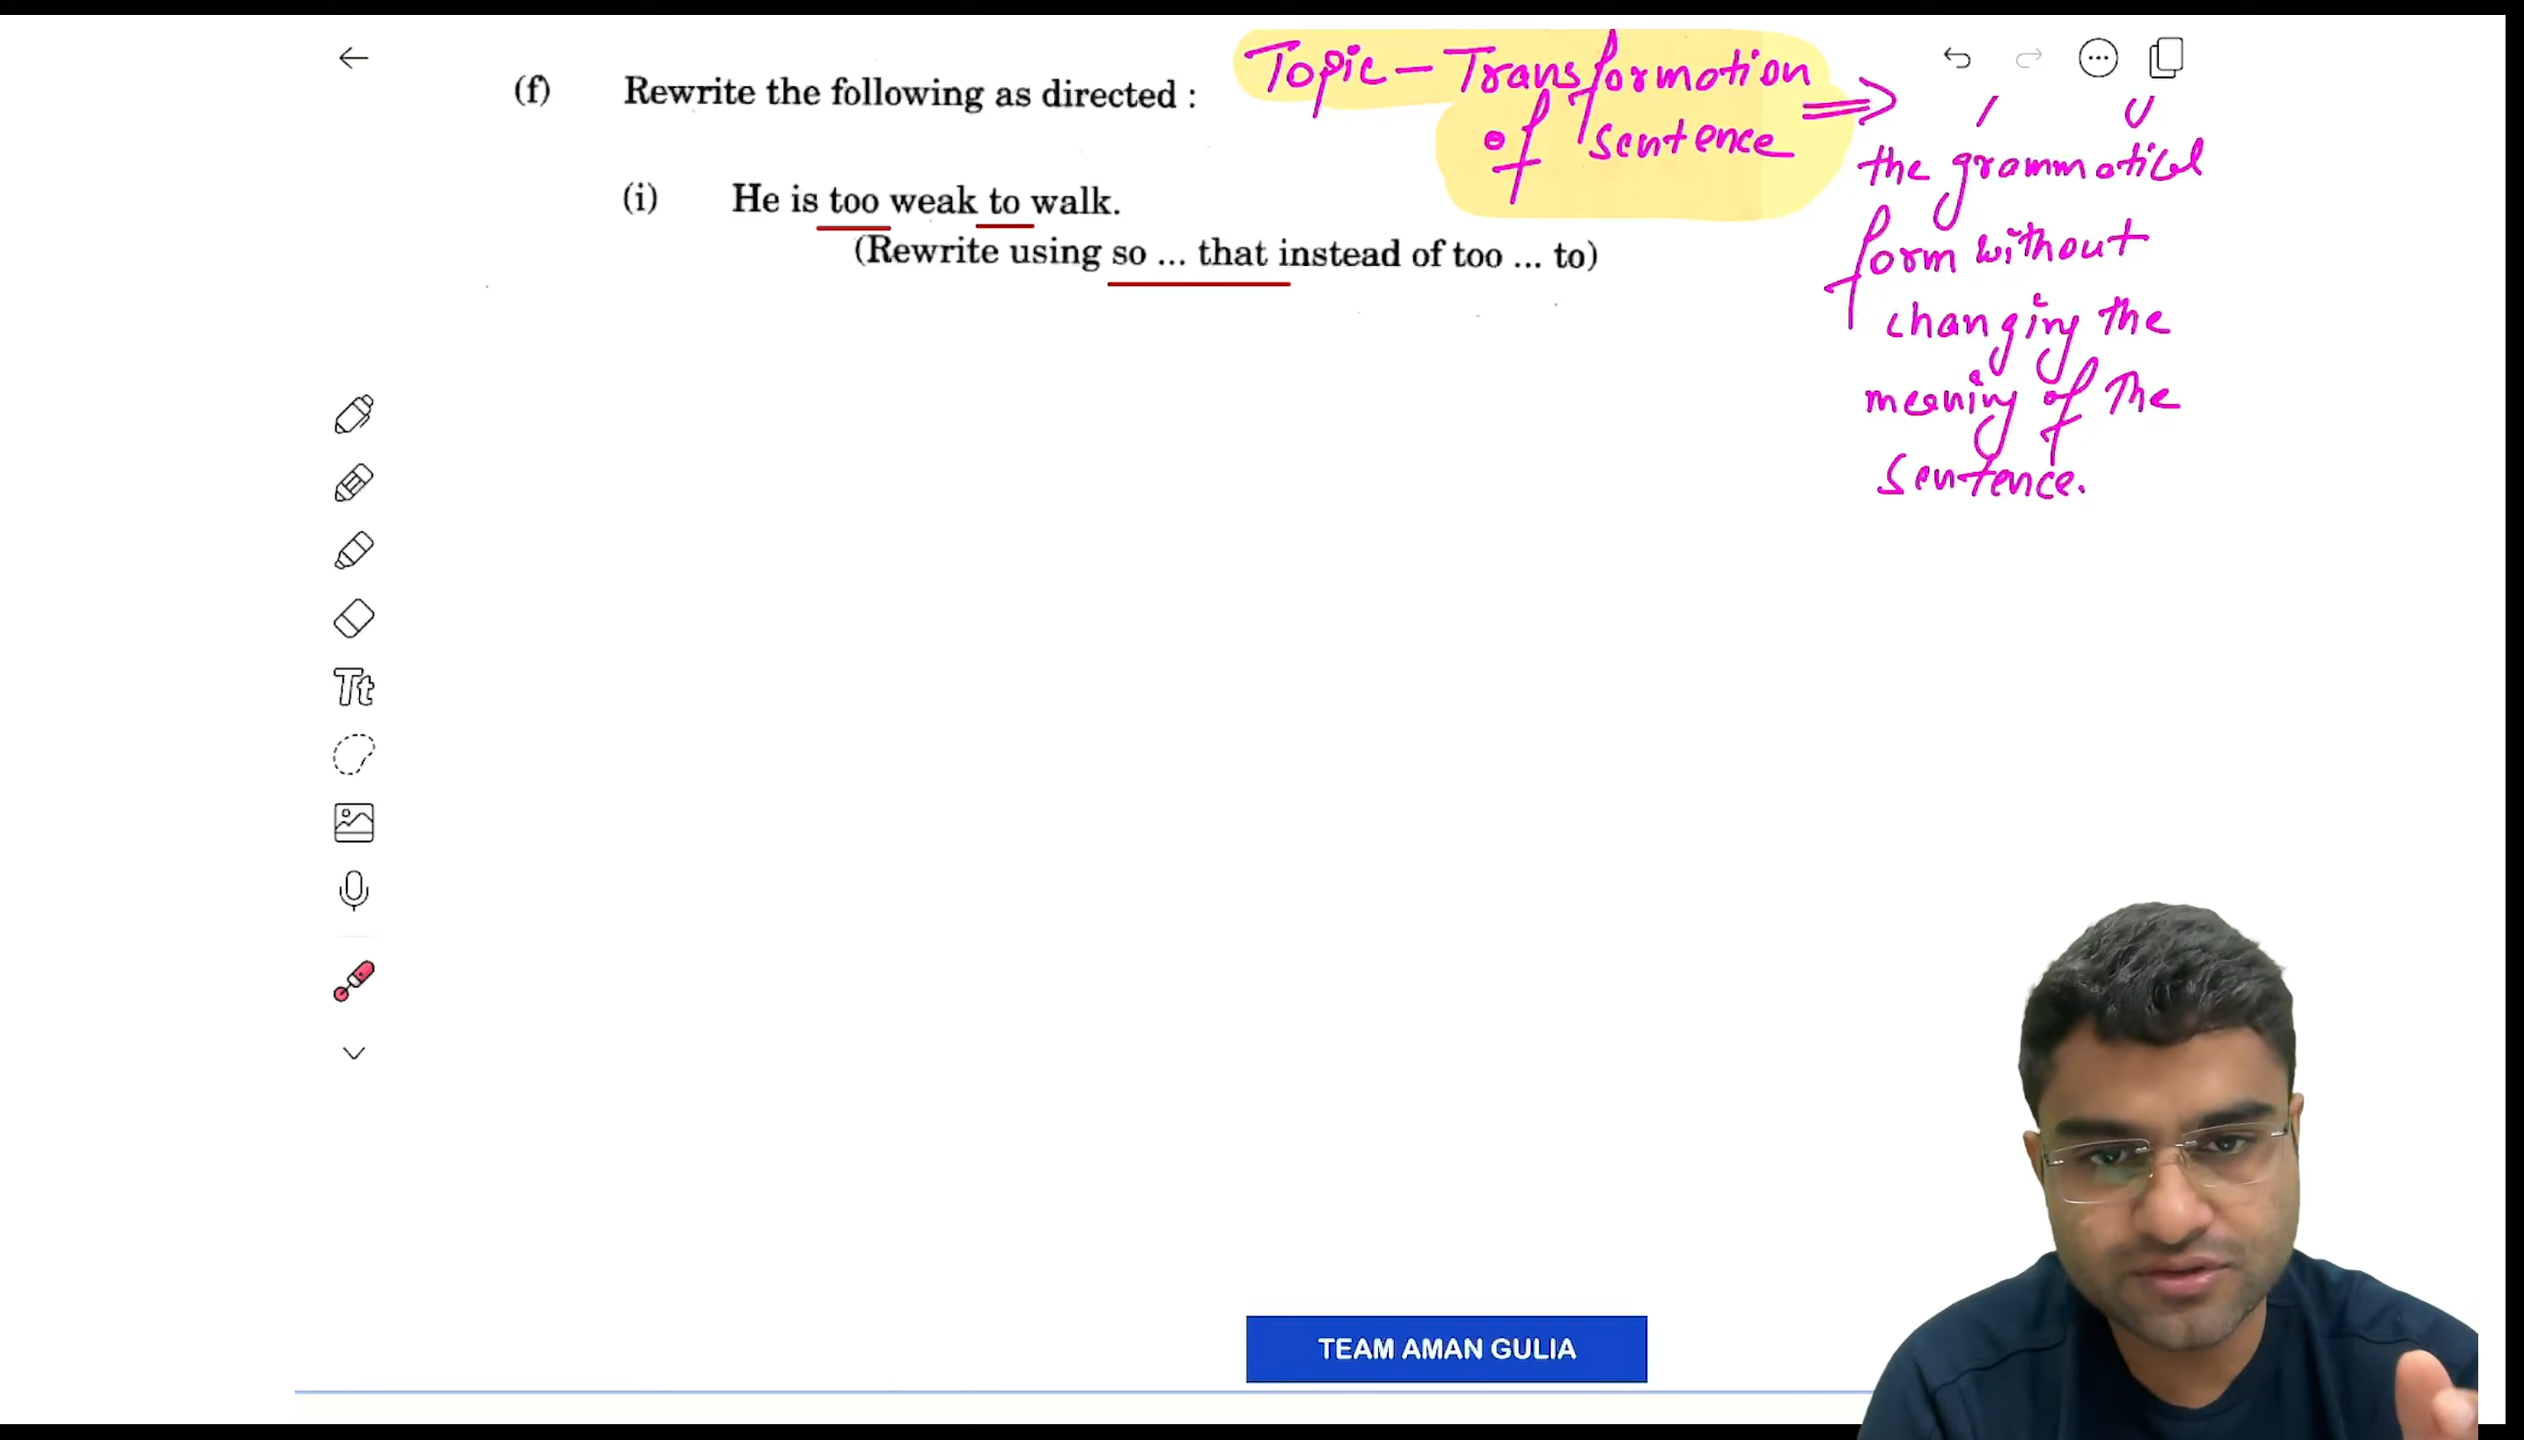 (f) Rewrite the following as directed :
Topic - Transformation
of sentence
⇒
the grammatical
form without
changing the
meaning of the
sentence.
(i) He is too weak to walk.
(Rewrite using so ... that instead of too ... to)
Tt
TEAM AMAN GULIA